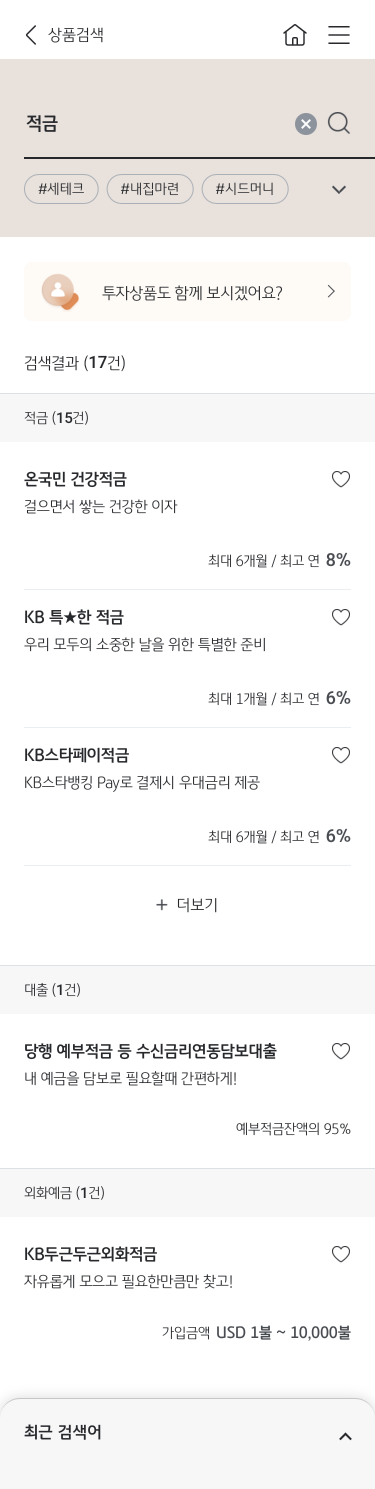 상품검색
적금
#세테크 #내집마련 #시드머니
투자상품도 함께 보시겠어요?
검색결과 (17건)
적금 (15건)
온국민 건강적금
걸으면서 쌓는 건강한 이자
최대 6개월 / 최고 연 8%
KB 특★한 적금
우리 모두의 소중한 날을 위한 특별한 준비
최대 1개월 / 최고 연 6%
KB스타페이적금
KB스타뱅킹 Pay로 결제시 우대금리 제공
최대 6개월 / 최고 연 6%
+ 더보기
대출 (1건)
당행 예부적금 등 수신금리연동담보대출
내 예금을 담보로 필요할때 간편하게!
예부적금잔액의 95%
외화예금 (1건)
KB두근두근외화적금
자유롭게 모으고 필요한만큼만 찾고!
가입금액 USD 1불 ~ 10,000불
최근 검색어